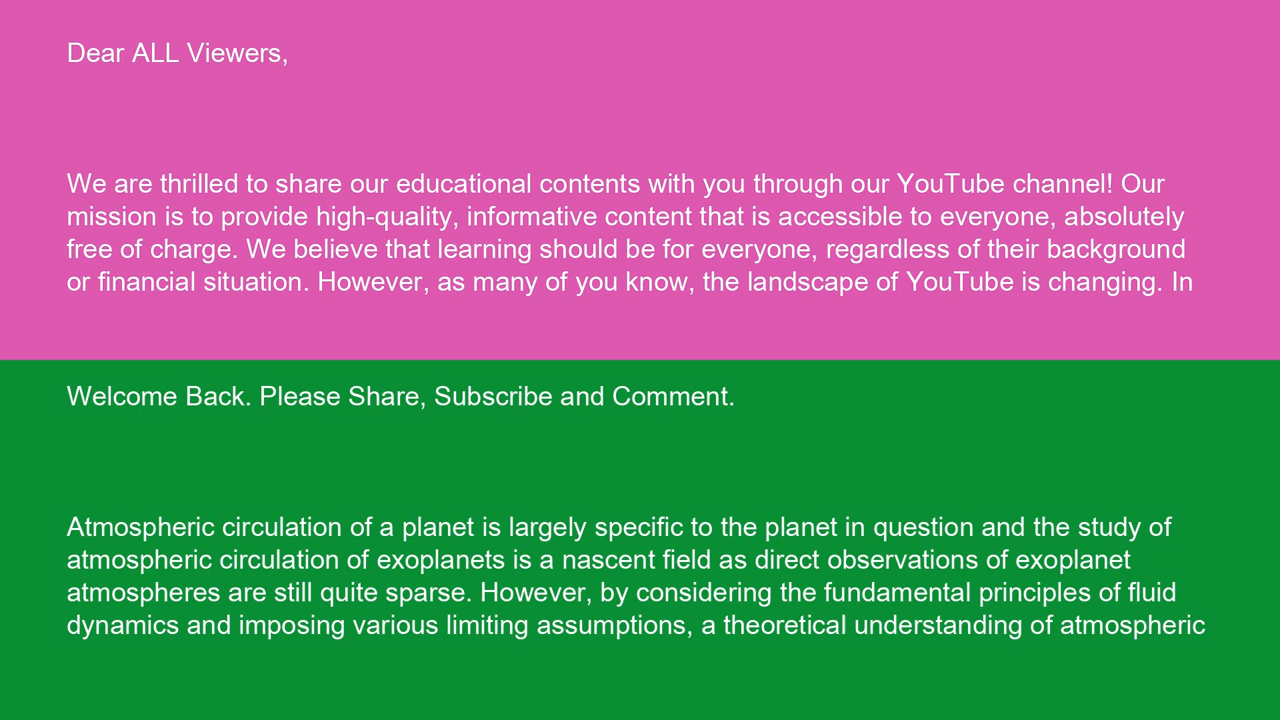 Dear ALL Viewers,
We are thrilled to share our educational contents with you through our YouTube channel! Our
mission is to provide high-quality, informative content that is accessible to everyone, absolutely
free of charge. We believe that learning should be for everyone, regardless of their background
or financial situation. However, as many of you know, the landscape of YouTube is changing. In
Welcome Back. Please Share, Subscribe and Comment.
Atmospheric circulation of a planet is largely specific to the planet in question and the study of
atmospheric circulation of exoplanets is a nascent field as direct observations of exoplanet
atmospheres are still quite sparse. However, by considering the fundamental principles of fluid
dynamics and imposing various limiting assumptions, a theoretical understanding of atmospheric